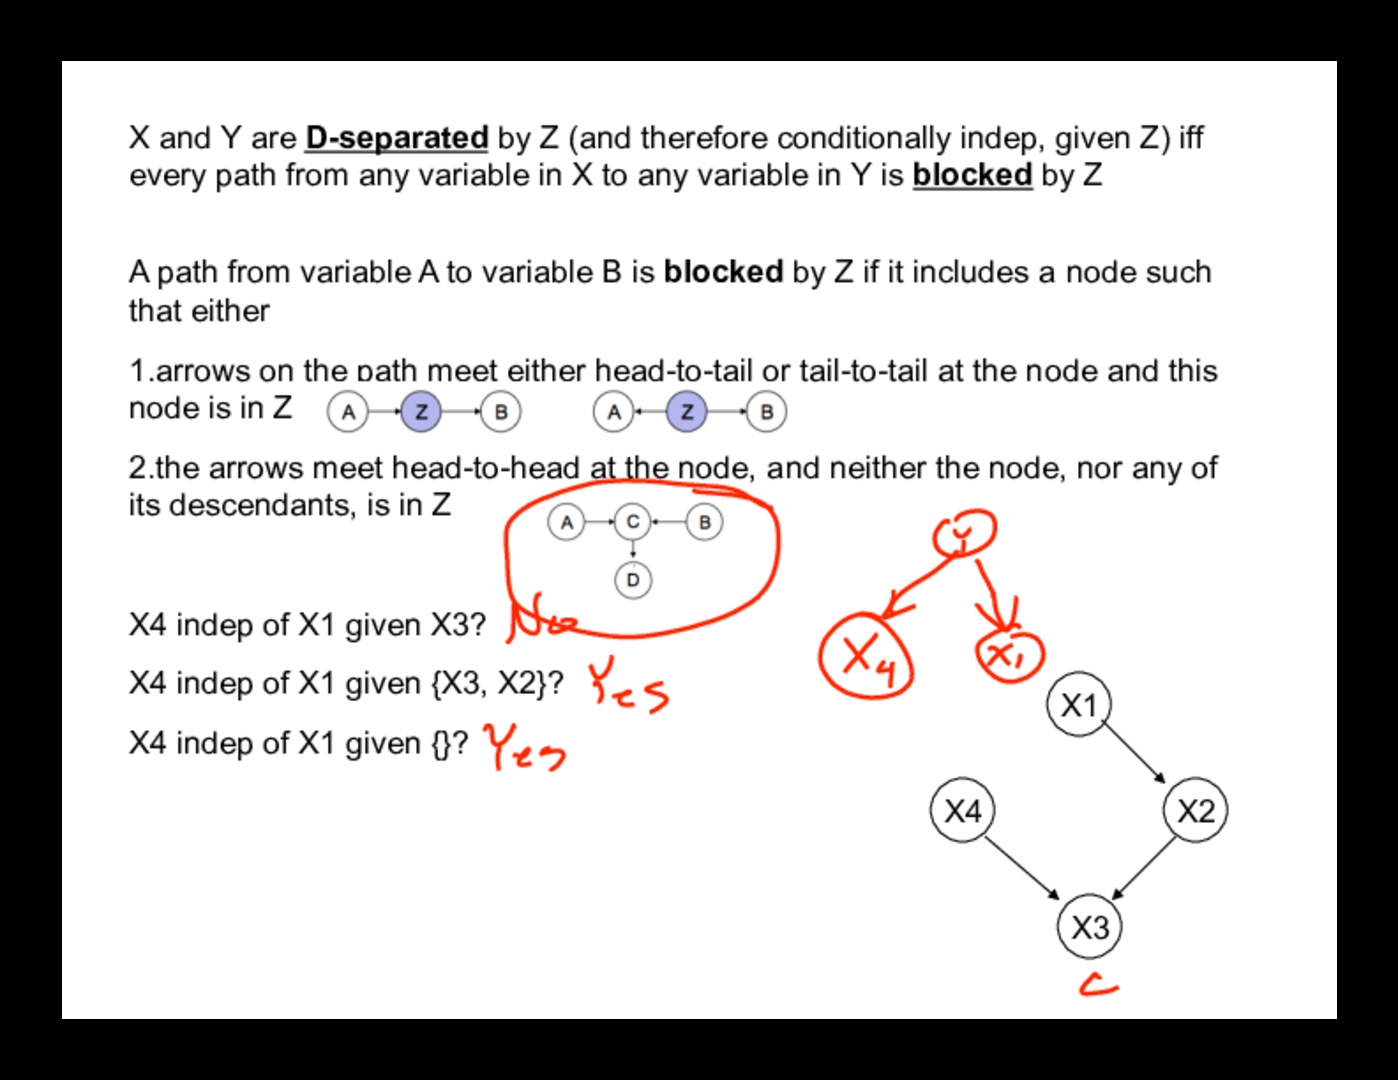 X and Y are D-separated by Z (and therefore conditionally indep, given Z) iff
every path from any variable in X to any variable in Y is blocked by Z
A path from variable A to variable B is blocked by Z if it includes a node such
that either
1.arrows on the path meet either head-to-tail or tail-to-tail at the node and this
node is in Z
A Z B A Z B
2.the arrows meet head-to-head at the node, and neither the node, nor any of
its descendants, is in Z
A C B
D
Y
X4 indep of X1 given X3? No
X4 X1
X4 indep of X1 given {X3, X2}? Yes
X4 indep of X1 given {}? Yes
X1
X4 X2
X3
C